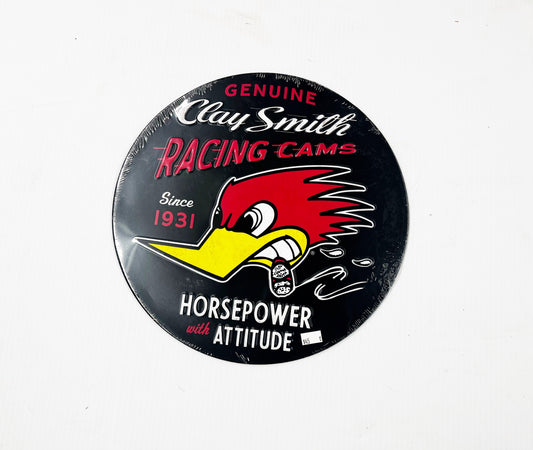 GENUINE
Clay Smith
RACING CAMS
Since
1931
HORSEPOWER
with ATTITUDE